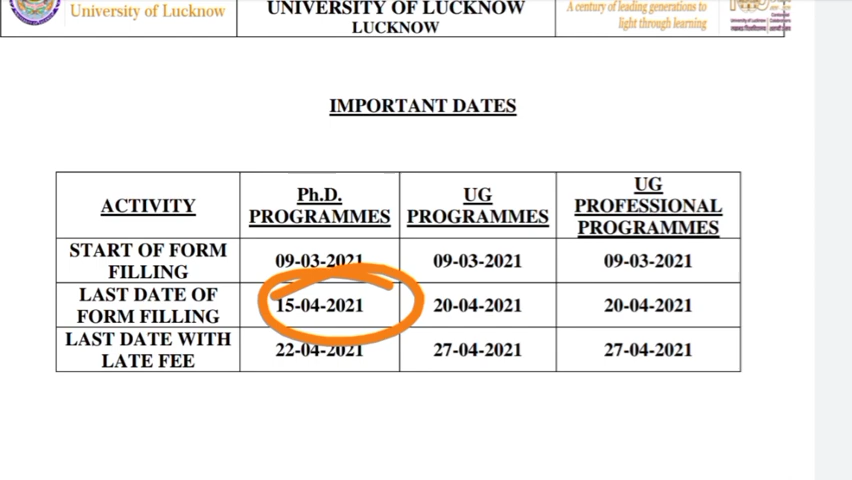 University of Lucknow
UNIVERSITY OF LUCKNOW
LUCKNOW
A century of leading generations to
light through learning
IMPORTANT DATES
ACTIVITY
Ph.D.
PROGRAMMES
UG
PROGRAMMES
UG
PROFESSIONAL
PROGRAMMES
START OF FORM
FILLING
09-03-2021
09-03-2021
09-03-2021
LAST DATE OF
FORM FILLING
15-04-2021
20-04-2021
20-04-2021
LAST DATE WITH
LATE FEE
22-04-2021
27-04-2021
27-04-2021